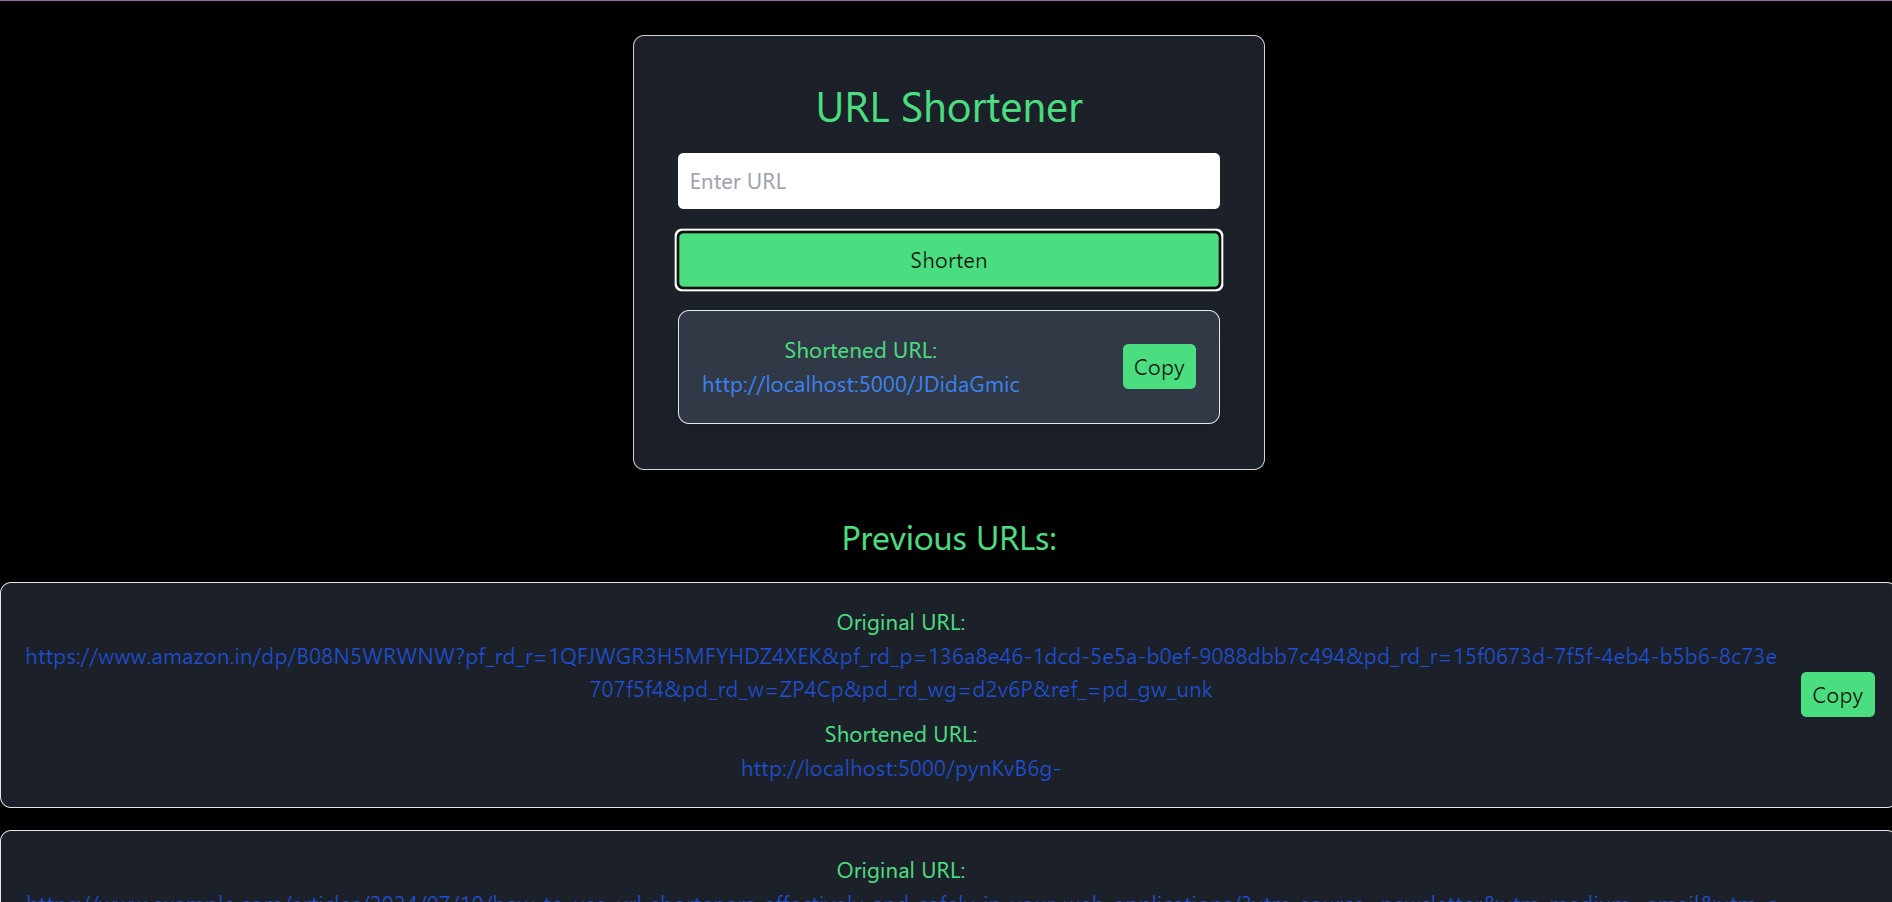 URL Shortener
Enter URL
Shorten
Shortened URL:
http://localhost:5000/JDidaGmic
Copy
Previous URLs:
Original URL:
https://www.amazon.in/dp/B08N5WRWNW?pf_rd_r=1QFJWGR3H5MFYHDZ4XEK&pf_rd_p=136a8e46-1dcd-5e5a-b0ef-9088dbb7c494&pd_rd_r=15f0673d-7f5f-4eb4-b5b6-8c73e
707f5f4&pd_rd_w=ZP4Cp&pd_rd_wg=d2v6P&ref_=pd_gw_unk
Copy
Shortened URL:
http://localhost:5000/pynKvB6g-
Original URL: